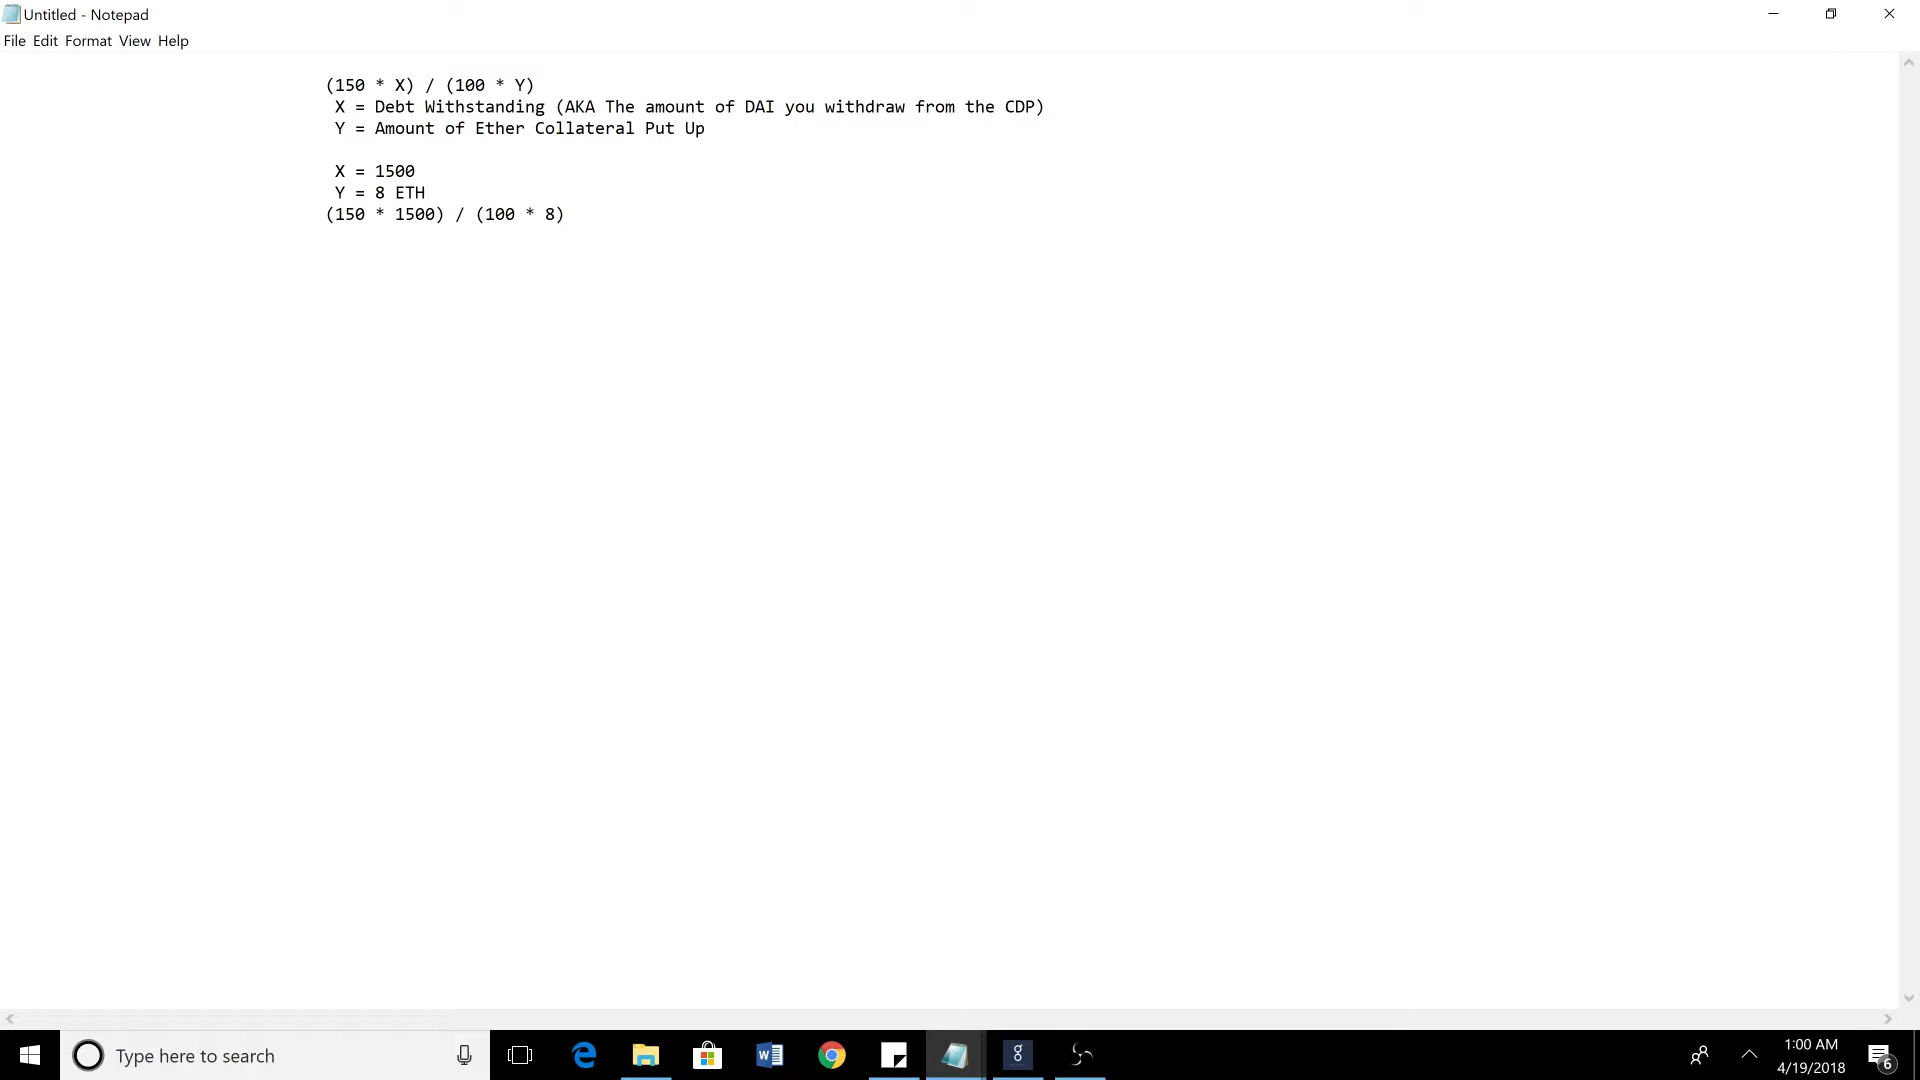 Untitled - Notepad
File Edit Format View Help
(150 * X) / (100 * Y)
X = Debt Withstanding (AKA The amount of DAI you withdraw from the CDP)
Y = Amount of Ether Collateral Put Up
X = 1500
Y = 8 ETH
(150 * 1500) / (100 * 8)
Type here to search
1:00 AM
4/19/2018
6